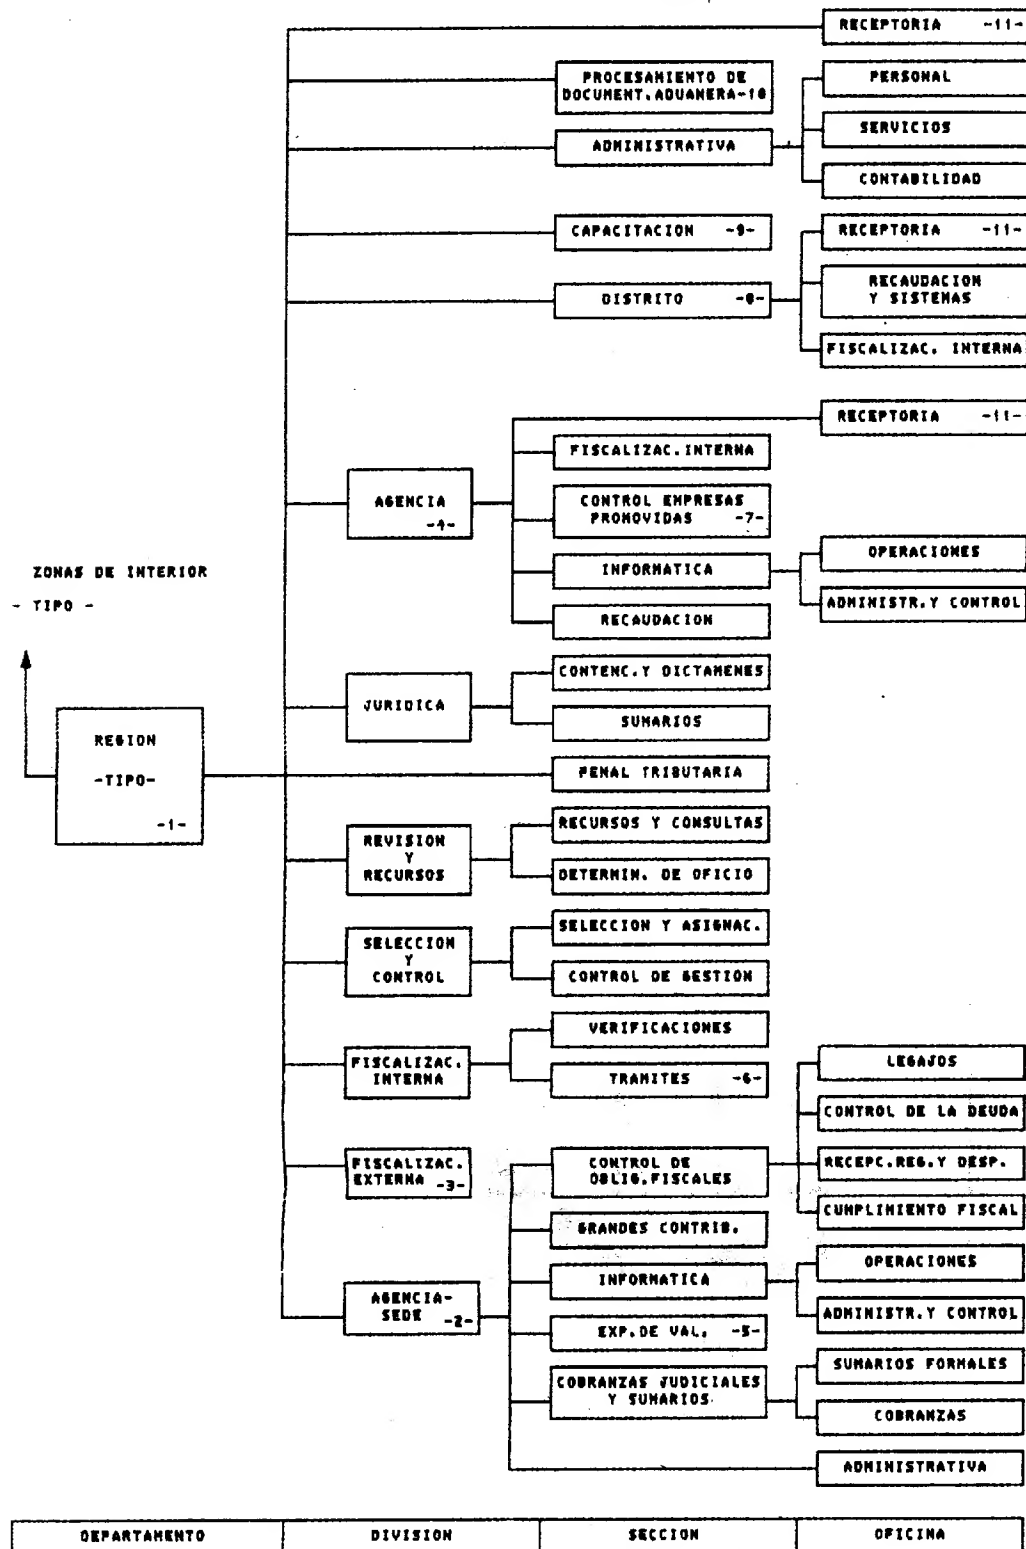 RECEPTORIA -11-
PROCESAMIENTO DE
DOCUMENT.ADUANERA-10
PERSONAL
SERVICIOS
ADMINISTRATIVA
CONTABILIDAD
CAPACITACION -9-
RECEPTORIA -11-
RECAUDACION
Y SISTEMAS
DISTRITO -8-
FISCALIZAC. INTERNA
RECEPTORIA -11-
FISCALIZAC.INTERNA
AGENCIA
-4-
CONTROL EMPRESAS
PROMOVIDAS -7-
INFORMATICA
OPERACIONES
ADMINISTR.Y CONTROL
RECAUDACION
ZONAS DE INTERIOR
- TIPO -
CONTENC.Y DICTAMENES
JURIDICA
SUMARIOS
REGION
-TIPO-
-1-
PENAL TRIBUTARIA
RECURSOS Y CONSULTAS
REVISION
Y
RECURSOS
DETERMIN. DE OFICIO
SELECCION Y ASIGNAC.
SELECCION
Y
CONTROL
CONTROL DE GESTION
VERIFICACIONES
FISCALIZAC.
INTERNA
TRAMITES -6-
LEGAJOS
CONTROL DE LA DEUDA
FISCALIZAC.
EXTERNA -3-
CONTROL DE
OBLIG.FISCALES
RECEPC.REG.Y DESP.
CUMPLIMIENTO FISCAL
GRANDES CONTRIB.
OPERACIONES
INFORMATICA
ADMINISTR.Y CONTROL
AGENCIA-
SEDE -2-
EXP.DE VAL. -5-
SUMARIOS FORMALES
COBRANZAS JUDICIALES
Y SUMARIOS
COBRANZAS
ADMINISTRATIVA
DEPARTAMENTO DIVISION SECCION OFICINA